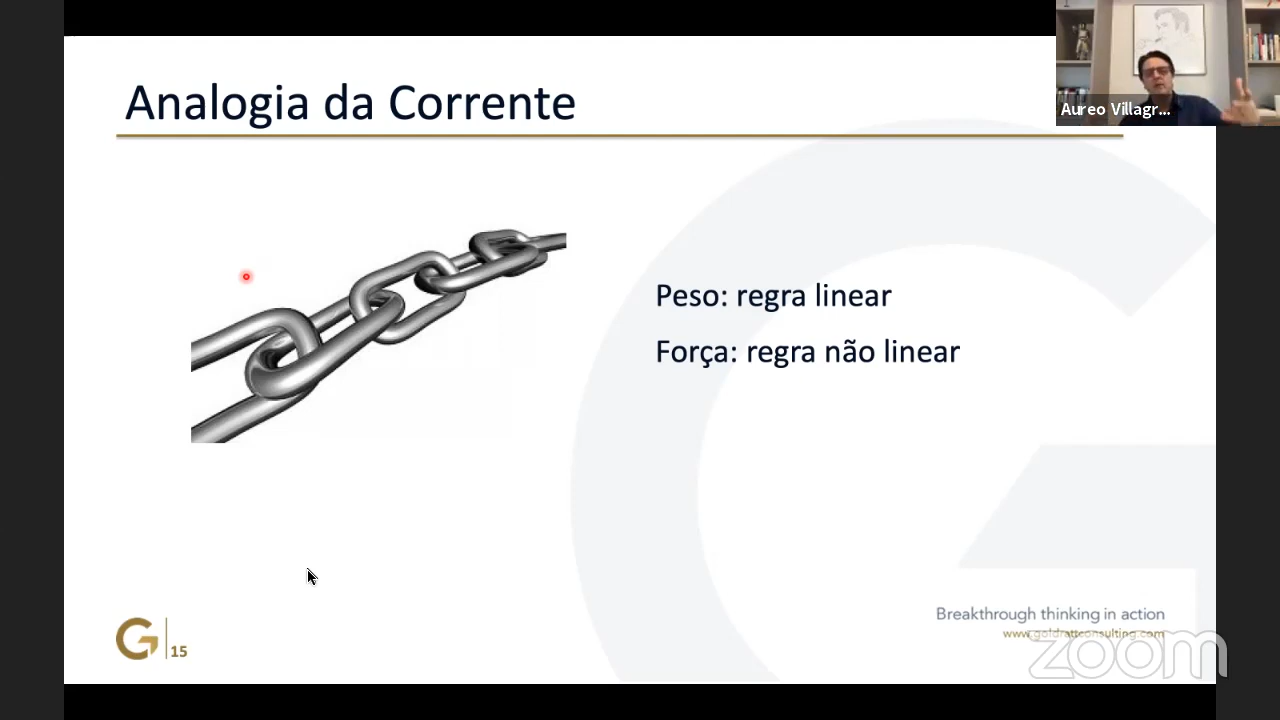 Analogia da Corrente
Aureo Villagr...
Peso: regra linear
Força: regra não linear
Breakthrough thinking in action
www.goldrattconsulting.com
zoom
G 15